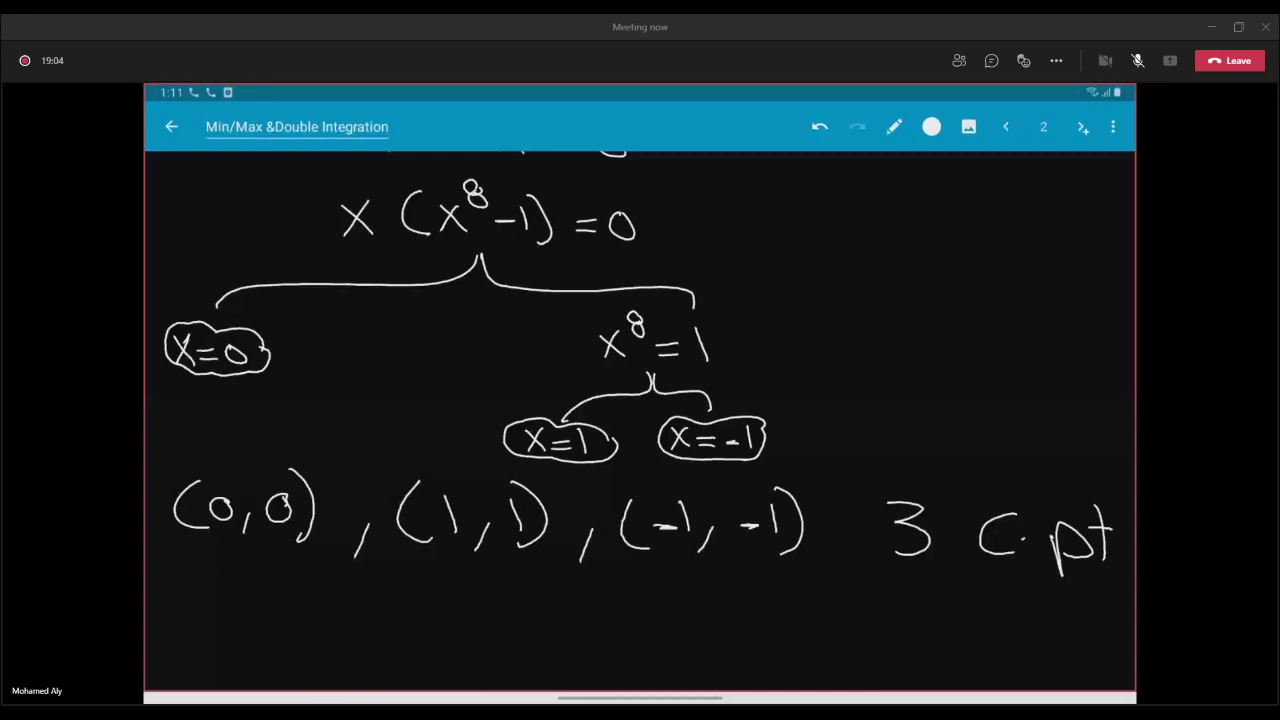 Meeting now
19:04
Leave
1:11
Min/Max &Double Integration
2
x (x⁸ -1) = 0
x=0
x⁸ = 1
x=1 x=-1
(0,0) , (1,1) , (-1,-1) 3 c.pt
Mohamed Aly